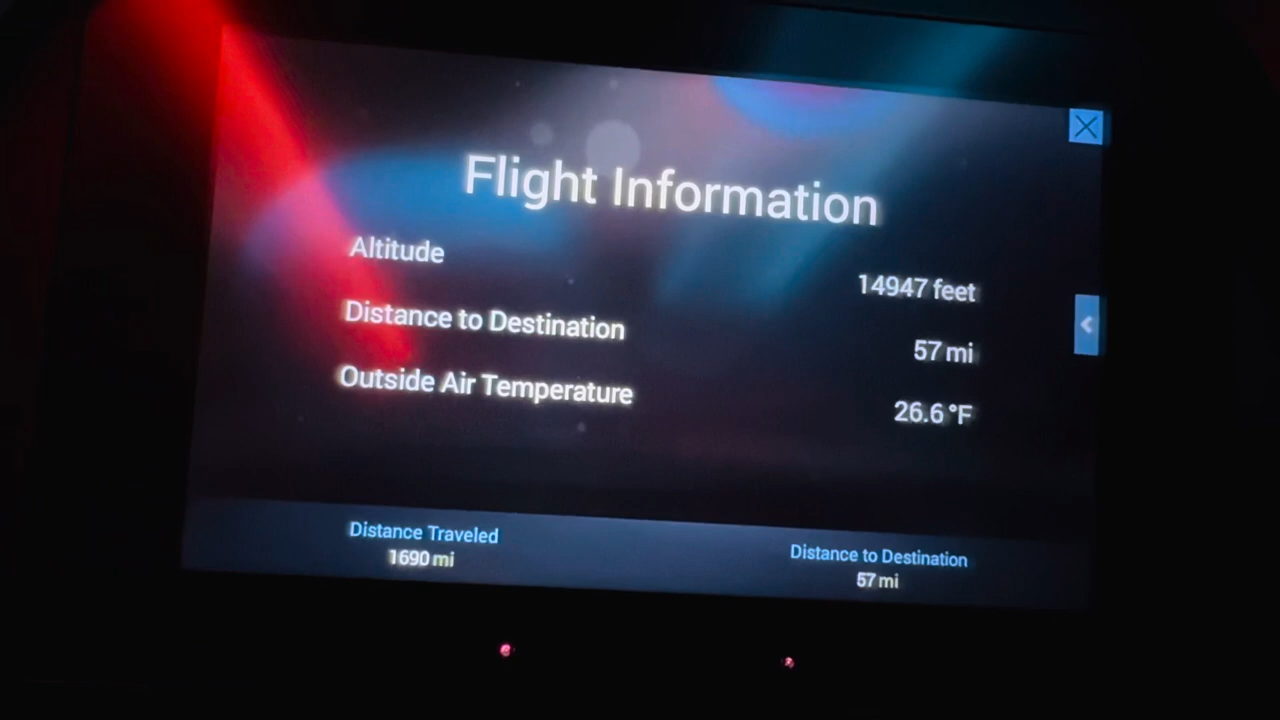 Flight Information
Altitude 14947 feet
Distance to Destination 57 mi
Outside Air Temperature 26.6 °F
Distance Traveled Distance to Destination
1690 mi 57 mi